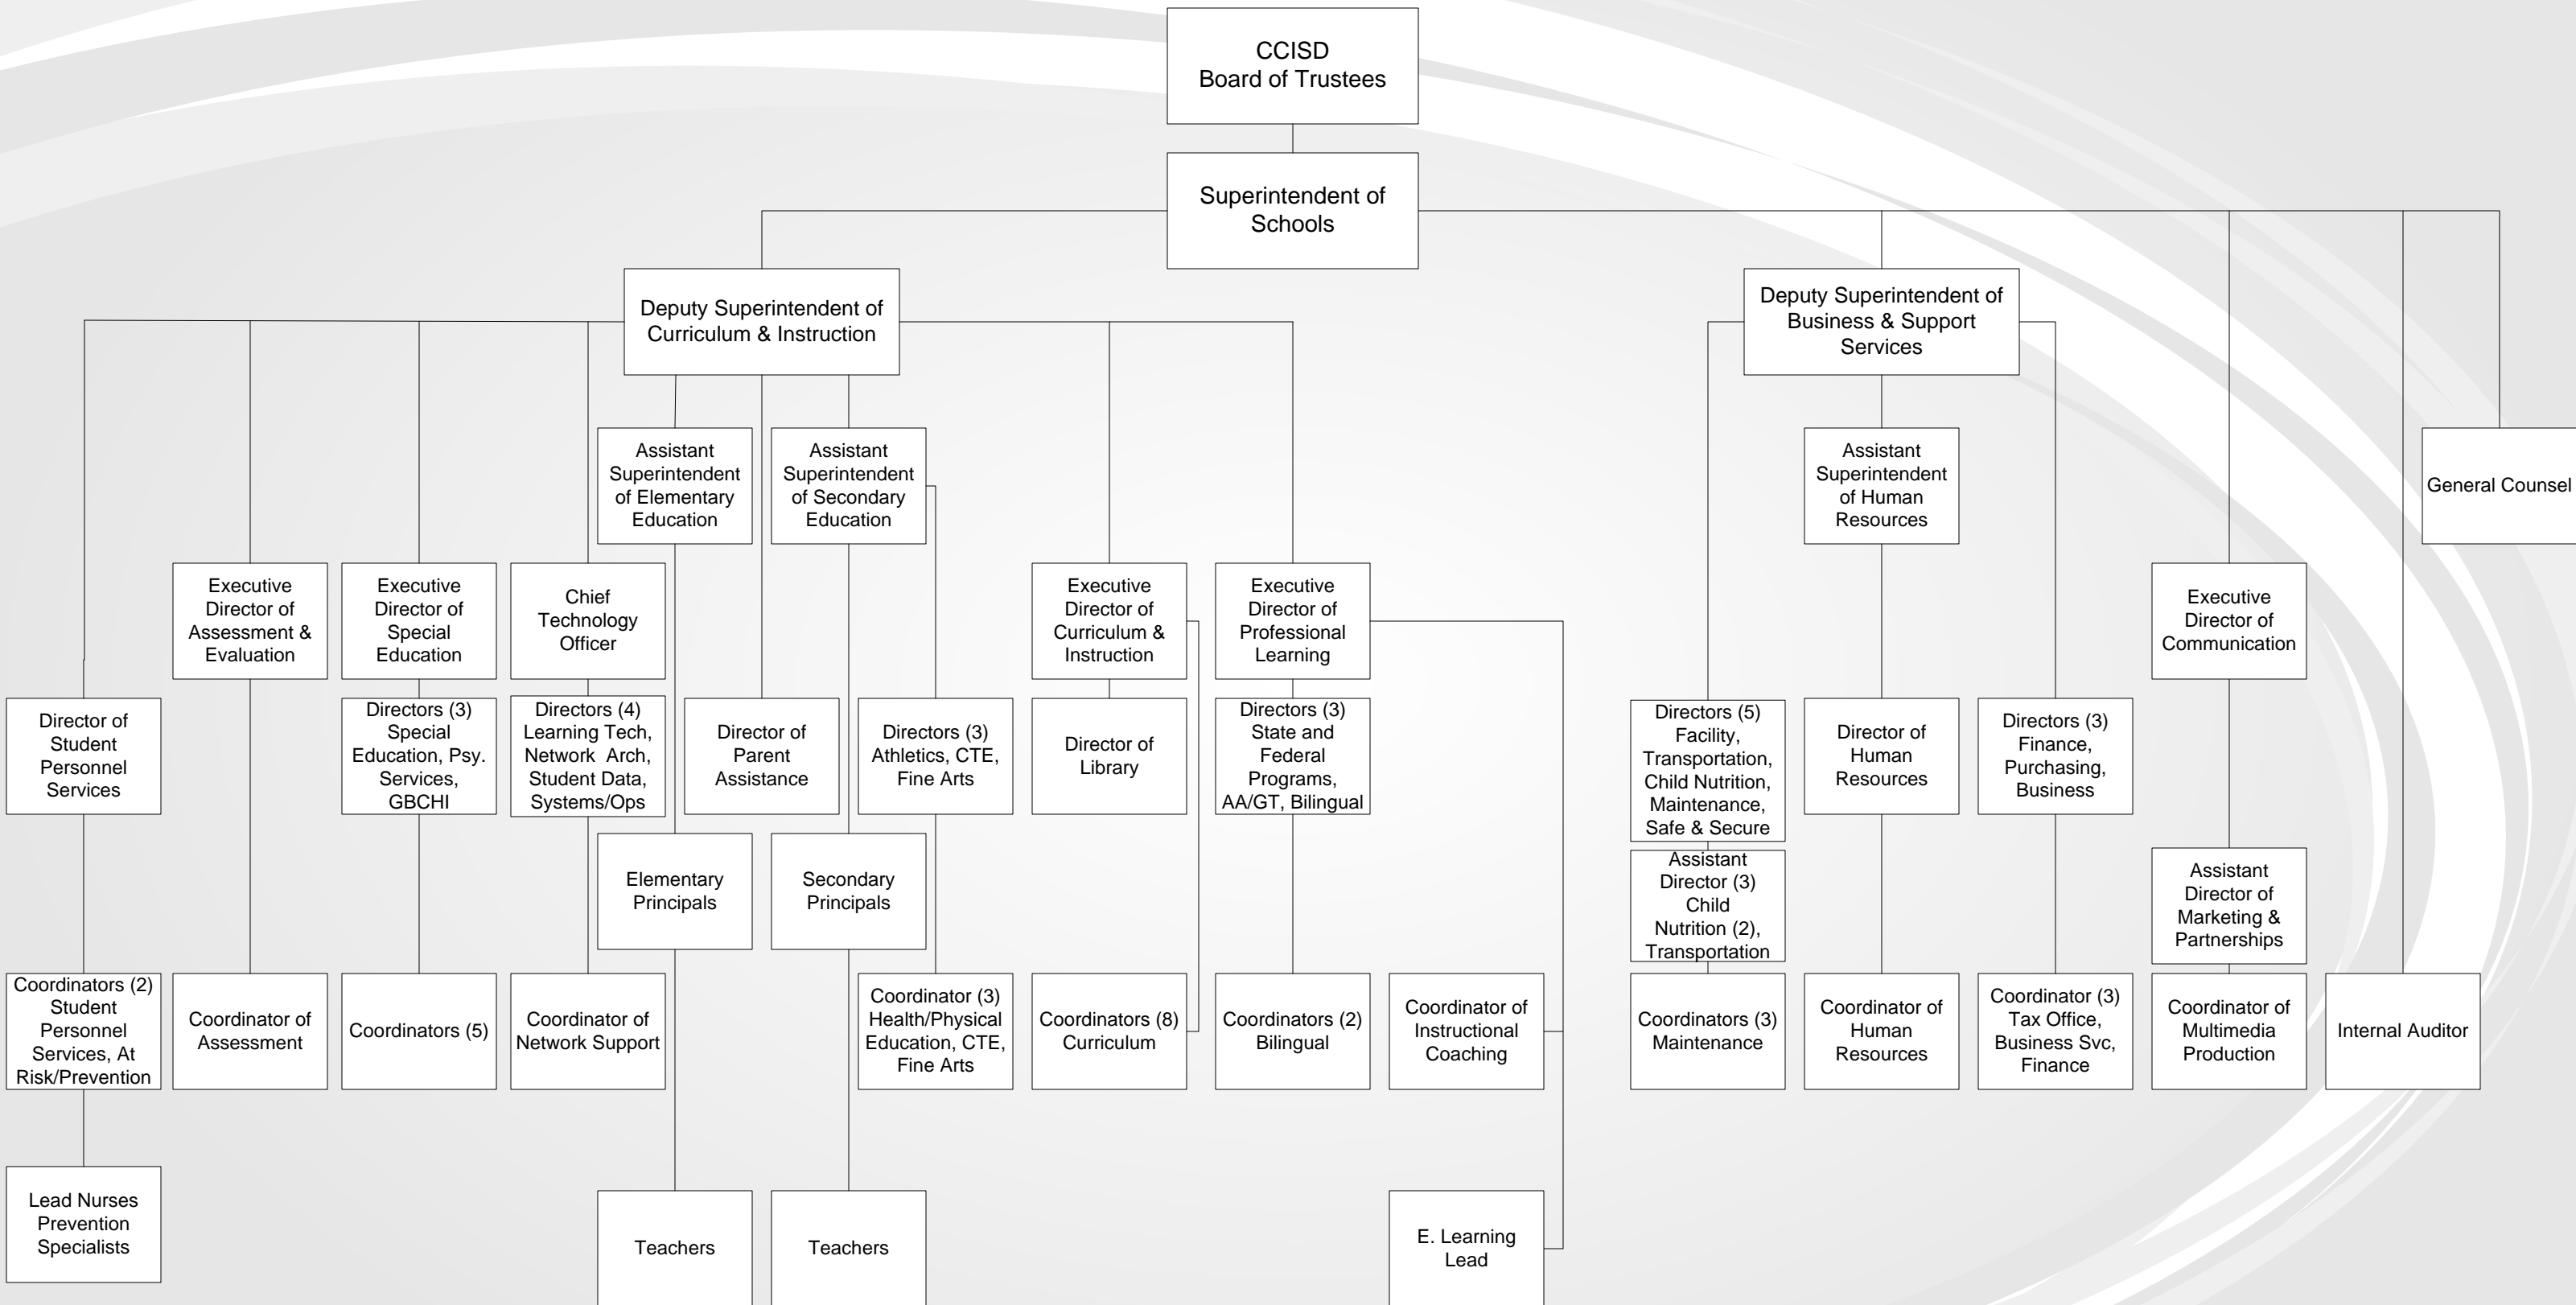 CCISD
Board of Trustees
Superintendent of
Schools
Deputy Superintendent of
Curriculum & Instruction
Deputy Superintendent of
Business & Support
Services
Assistant
Superintendent
of Elementary
Education
Assistant
Superintendent
of Secondary
Education
Assistant
Superintendent
of Human
Resources
General Counsel
Executive
Director of
Assessment &
Evaluation
Executive
Director of
Special
Education
Chief
Technology
Officer
Executive
Director of
Curriculum &
Instruction
Executive
Director of
Professional
Learning
Executive
Director of
Communication
Director of
Student
Personnel
Services
Directors (3)
Special
Education, Psy.
Services,
GBCHI
Directors (4)
Learning Tech,
Network  Arch,
Student Data,
Systems/Ops
Director of
Parent
Assistance
Directors (3)
Athletics, CTE,
Fine Arts
Director of
Library
Directors (3)
State and
Federal
Programs,
AA/GT, Bilingual
Directors (5)
Facility,
Transportation,
Child Nutrition,
Maintenance,
Safe & Secure
Director of
Human
Resources
Directors (3)
Finance,
Purchasing,
Business
Elementary
Principals
Secondary
Principals
Assistant
Director (3)
Child
Nutrition (2),
Transportation
Assistant
Director of
Marketing &
Partnerships
Coordinators (2)
Student
Personnel
Services, At
Risk/Prevention
Coordinator of
Assessment
Coordinators (5)
Coordinator of
Network Support
Coordinator (3)
Health/Physical
Education, CTE,
Fine Arts
Coordinators (8)
Curriculum
Coordinators (2)
Bilingual
Coordinator of
Instructional
Coaching
Coordinators (3)
Maintenance
Coordinator of
Human
Resources
Coordinator (3)
Tax Office,
Business Svc,
Finance
Coordinator of
Multimedia
Production
Internal Auditor
Lead Nurses
Prevention
Specialists
Teachers
Teachers
E. Learning
Lead